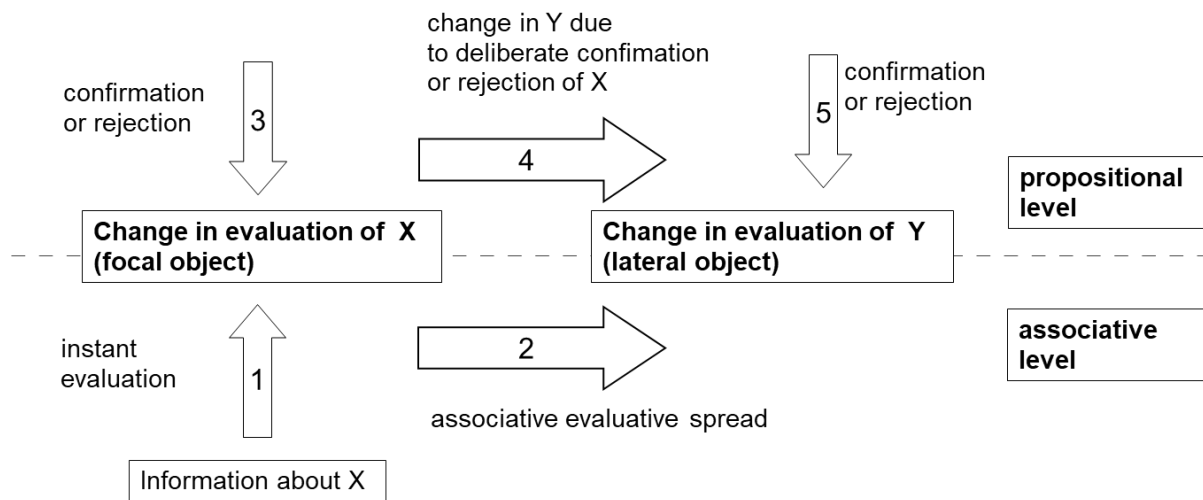 change in Y due
to deliberate confimation
or rejection of X
confirmation
or rejection
3
4
5
confirmation
or rejection
propositional
level
Change in evaluation of X
(focal object)
Change in evaluation of Y
(lateral object)
instant
evaluation
1
2
associative
level
associative evaluative spread
Information about X